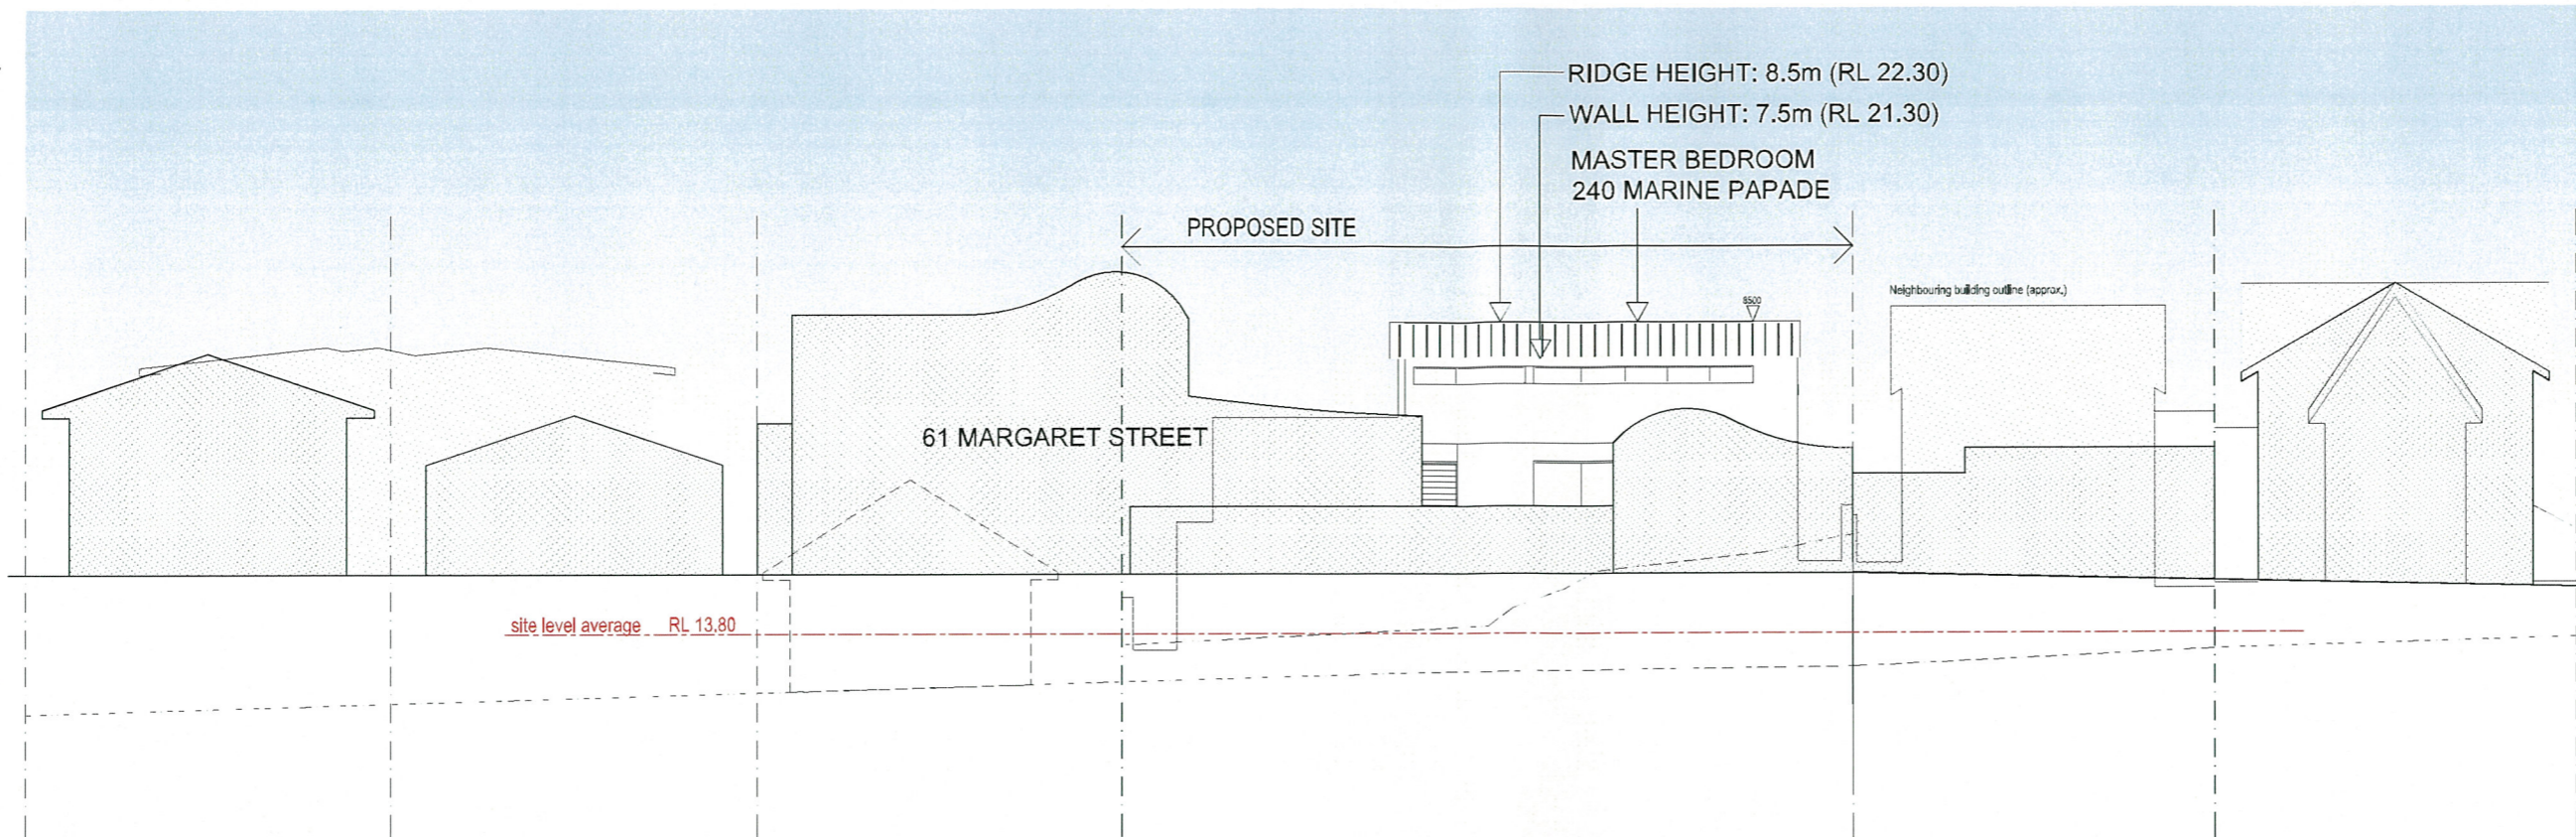 RIDGE HEIGHT: 8.5m (RL 22.30)
WALL HEIGHT: 7.5m (RL 21.30)
MASTER BEDROOM
240 MARINE PAPADE
PROPOSED SITE
Neighbouring building outline (approx.)
8500
61 MARGARET STREET
site level average RL 13.80